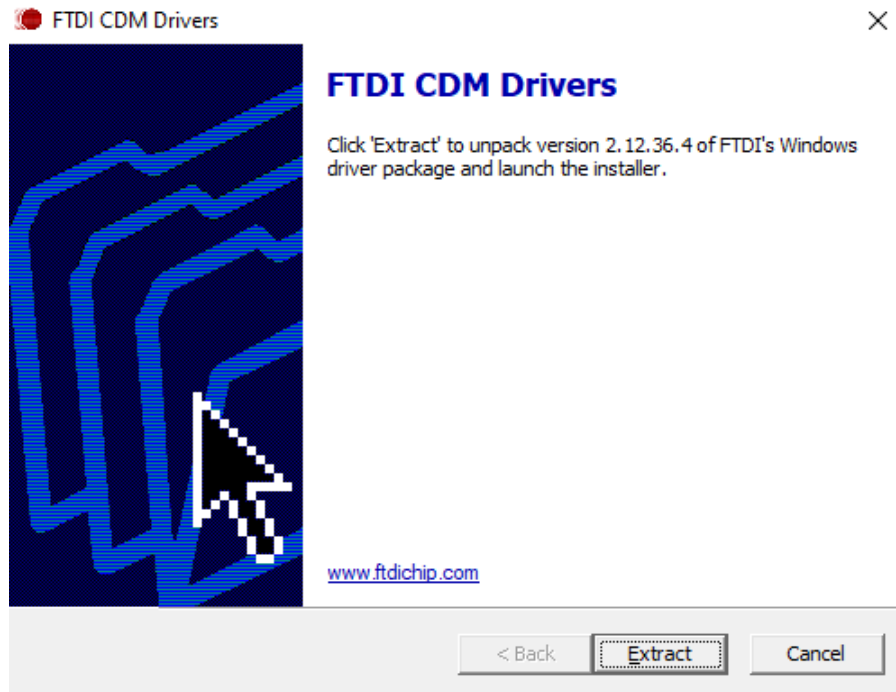 FTDI CDM Drivers
FTDI CDM Drivers
Click 'Extract' to unpack version 2.12.36.4 of FTDI's Windows
driver package and launch the installer.
www.ftdichip.com
< Back
Extract
Cancel